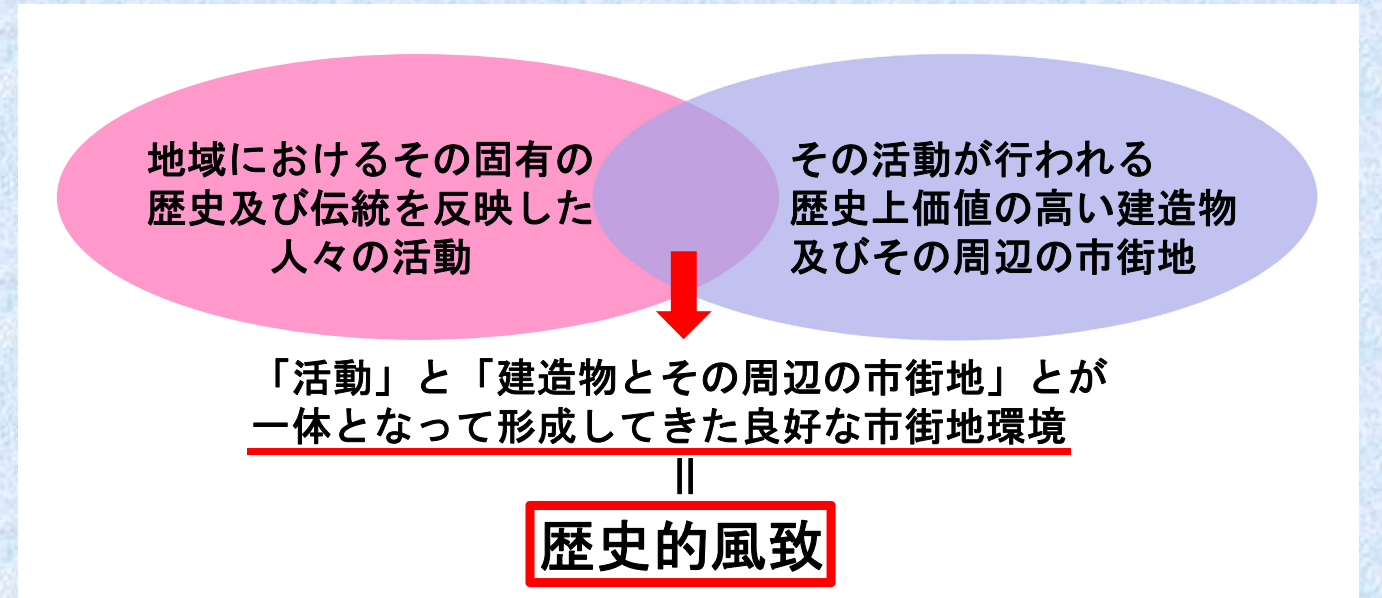 地域におけるその固有の
歴史及び伝統を反映した
人々の活動
その活動が行われる
歴史上価値の高い建造物
及びその周辺の市街地
「活動」と「建造物とその周辺の市街地」とが
一体となって形成してきた良好な市街地環境
||
歴史的風致